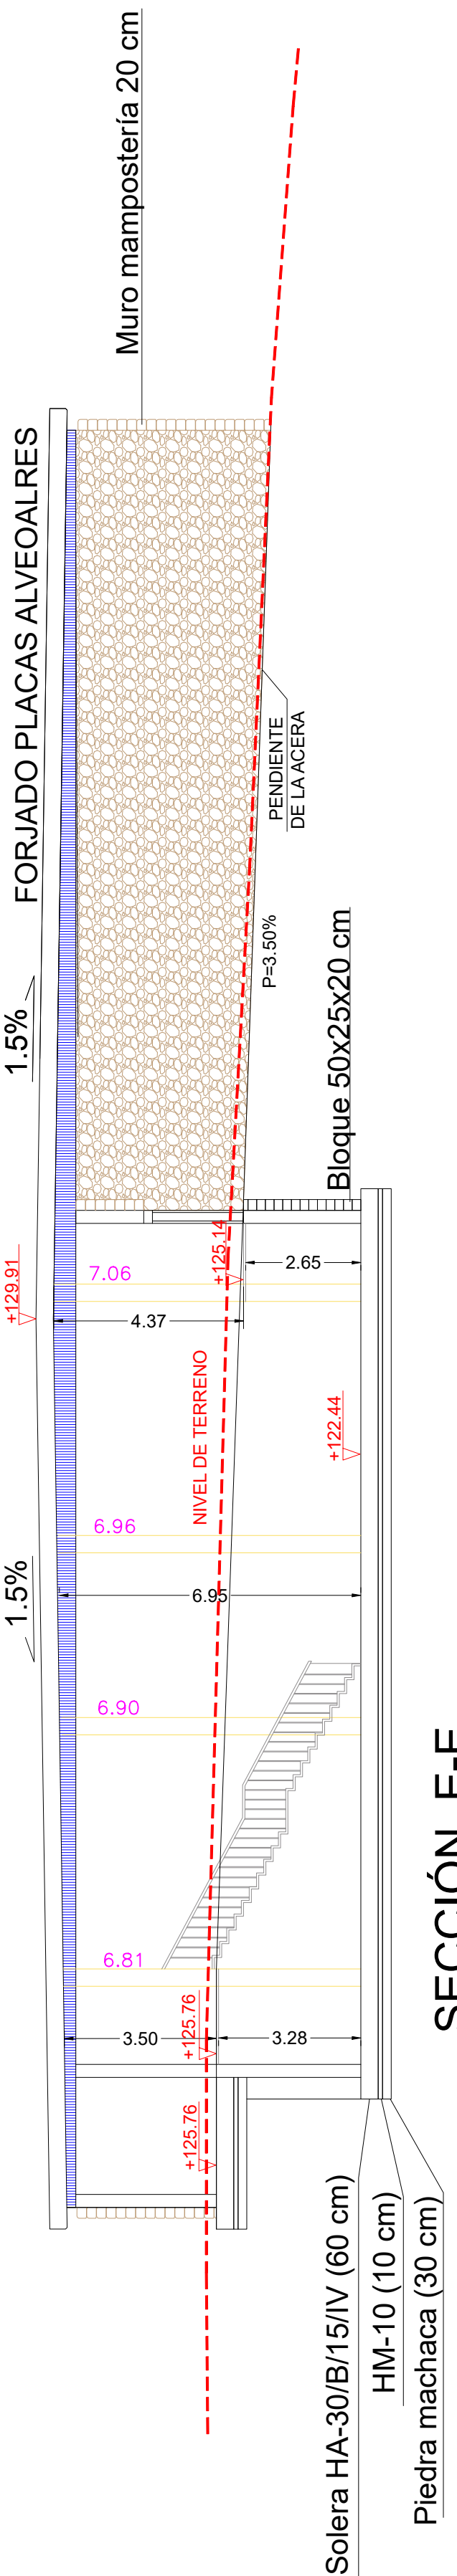 1.5%
+129.91
1.5%
FORJADO PLACAS ALVEOALRES
Muro mampostería 20 cm
6.81
6.90
6.96
7.06
3.50
4.37
6.95
+125.76
+125.76
NIVEL DE TERRENO
+125.14
3.28
2.65
+122.44
P=3.50%
PENDIENTE
DE LA ACERA
Bloque 50x25x20 cm
Solera HA-30/B/15/IV (60 cm)
HM-10 (10 cm)
Piedra machaca (30 cm)
SECCIÓN